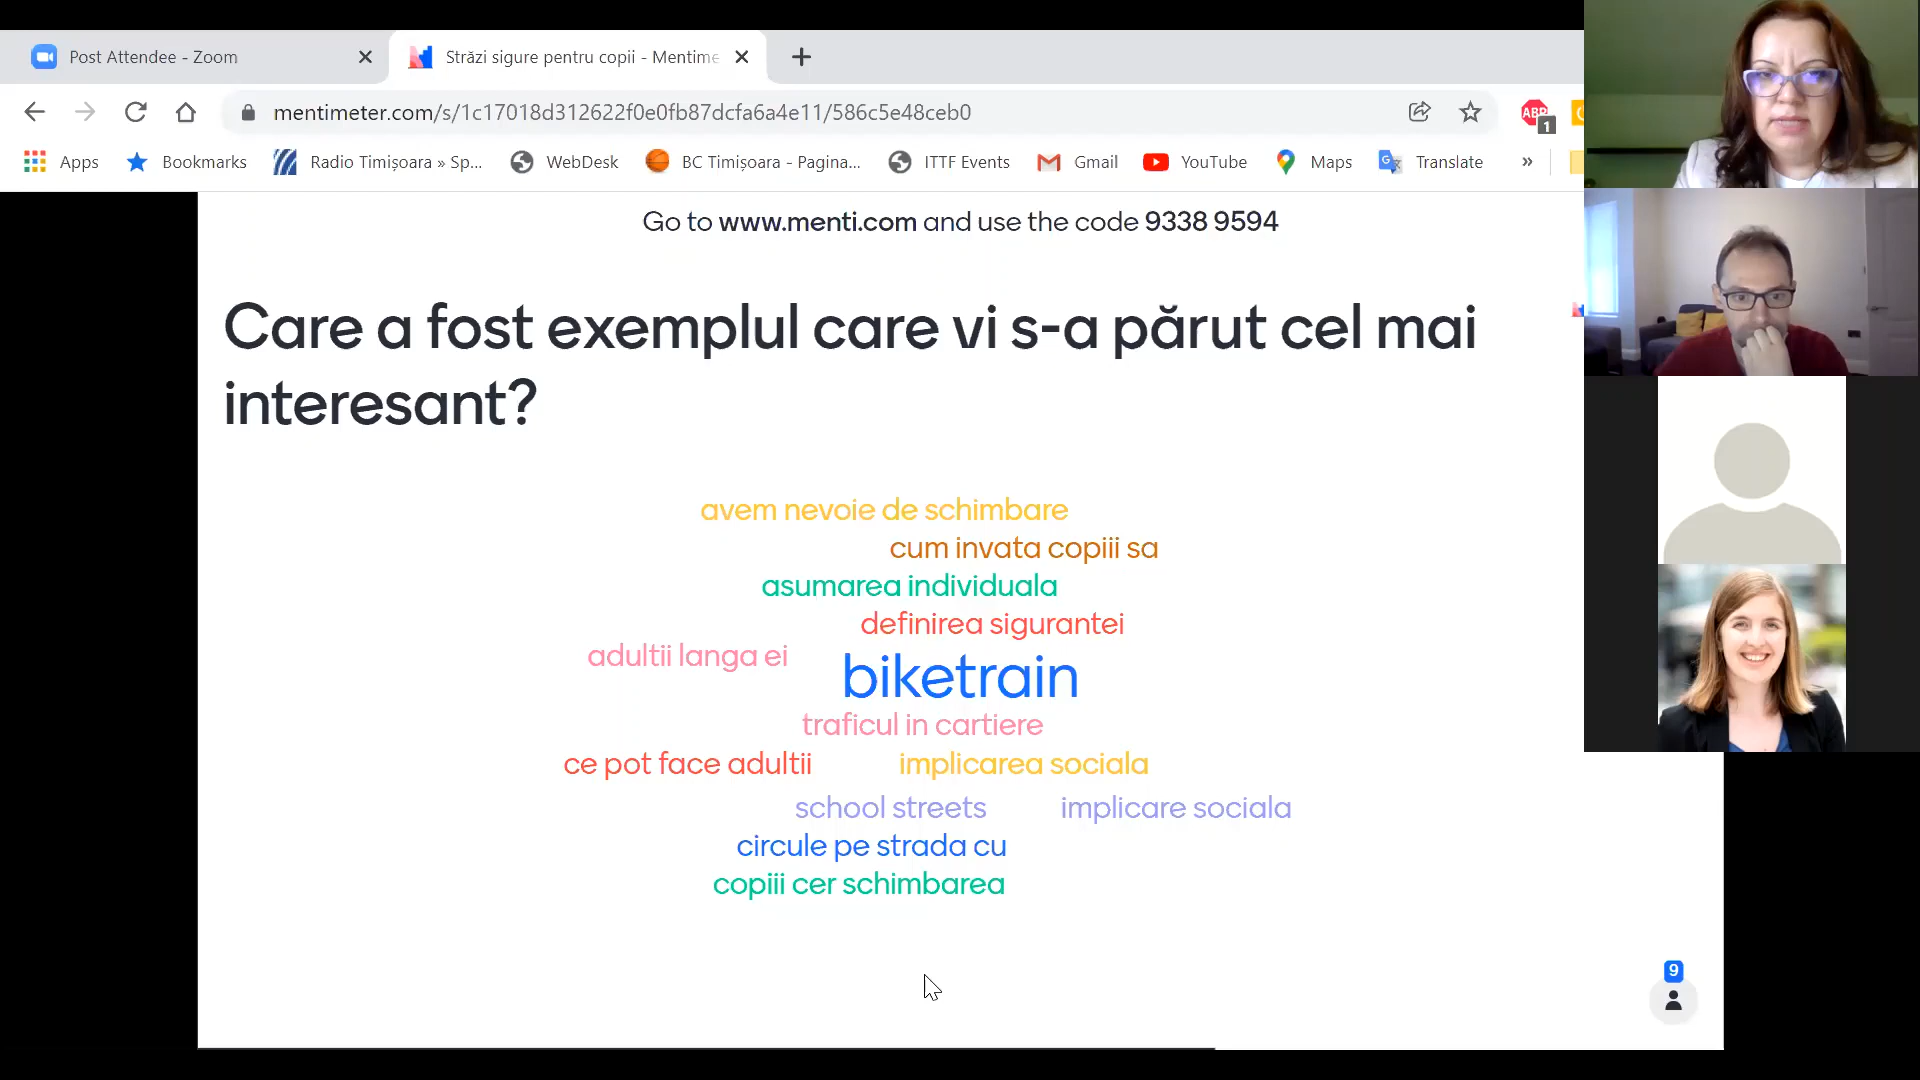 Post Attendee - Zoom
Străzi sigure pentru copii - Mentime
mentimeter.com/s/1c17018d312622f0e0fb87dcfa6a4e11/586c5e48ceb0
ABP
1
Apps
Bookmarks
Radio Timișoara » Sp...
WebDesk
BC Timișoara - Pagina...
ITTF Events
Gmail
YouTube
Maps
Translate
»
Go to www.menti.com and use the code 9338 9594
Care a fost exemplul care vi s-a părut cel mai
interesant?
avem nevoie de schimbare
cum invata copiii sa
asumarea individuala
definirea sigurantei
adultii langa ei
biketrain
traficul in cartiere
ce pot face adultii
implicarea sociala
school streets
implicare sociala
circule pe strada cu
copiii cer schimbarea
9